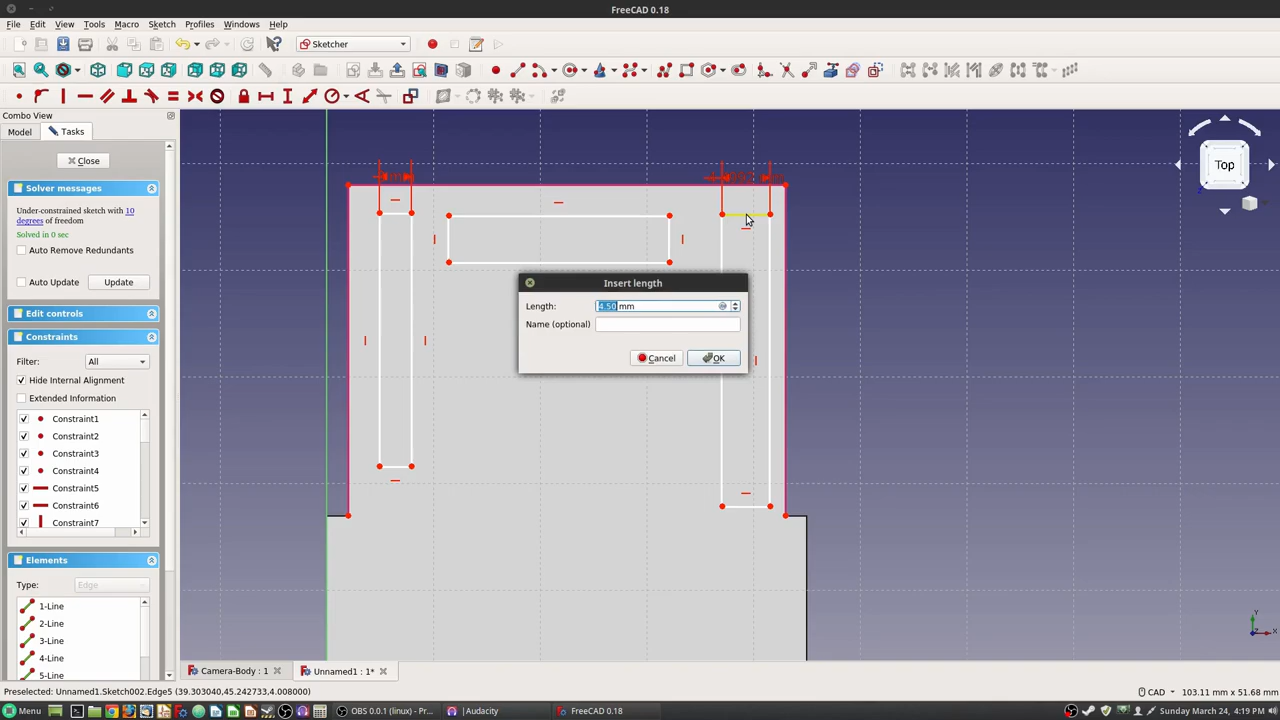 FreeCAD 0.18
File Edit View Tools Macro Sketch Profiles Windows Help
Sketcher
Combo View
Model Tasks
Close
Solver messages
Under-constrained sketch with 10
degrees of freedom
Solved in 0 sec
Auto Remove Redundants
Auto Update Update
Edit controls
Constraints
Filter: All
Hide Internal Alignment
Extended Information
Constraint1
Constraint2
Constraint3
Constraint4
Constraint5
Constraint6
Constraint7
Elements
Type: Edge
1-Line
2-Line
3-Line
4-Line
5-Line
Top
Insert length
Length: 4.50 mm
Name (optional)
Cancel OK
Y
X
Camera-Body : 1 Unnamed1 : 1*
Preselected: Unnamed1.Sketch002.Edge5 (39.303040,45.242733,4.008000)
CAD 103.11 mm x 51.68 mm
Menu OBS 0.0.1 (linux) - Pr... Audacity FreeCAD 0.18 Sunday March 24, 4:19 PM